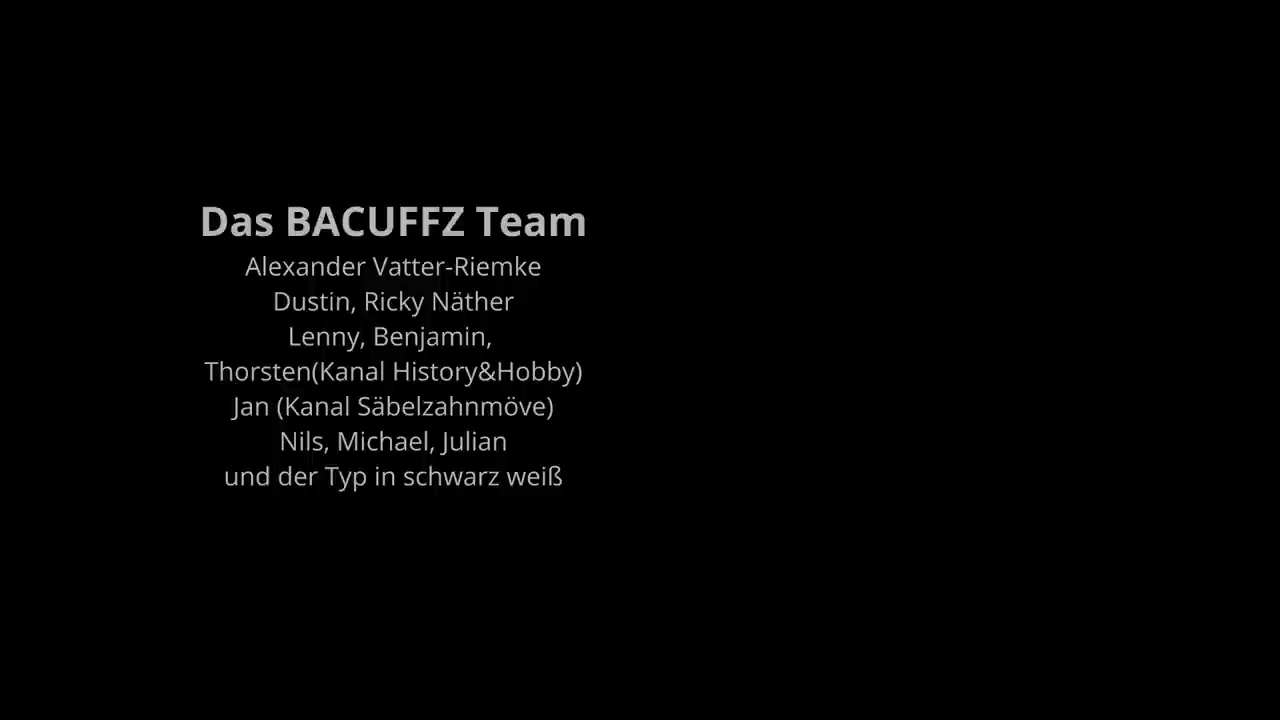 Das BACUFFZ Team
Alexander Vatter-Riemke
Dustin, Ricky Näther
Lenny, Benjamin,
Thorsten(Kanal History&Hobby)
Jan (Kanal Säbelzahnmöve)
Nils, Michael, Julian
und der Typ in schwarz weiß